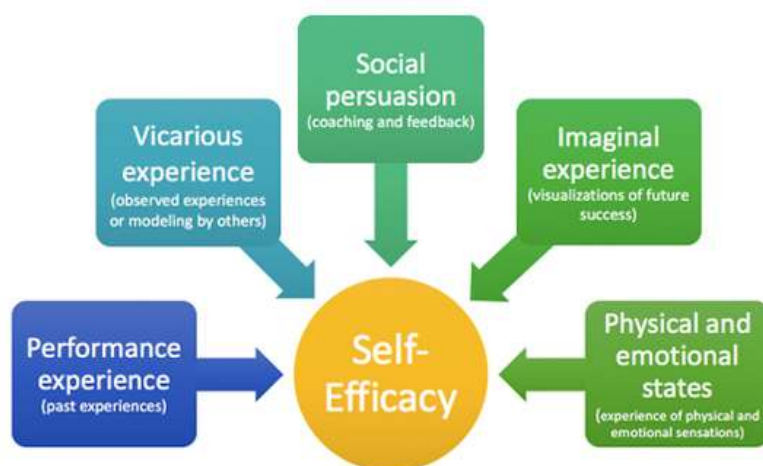 Social
persuasion
(coaching and feedback)
Vicarious
experience
(observed experiences
or modeling by others)
Imaginal
experience
(visualizations of future
success)
Performance
experience
(past experiences)
Self-
Efficacy
Physical and
emotional
states
(experience of physical and
emotional sensations)